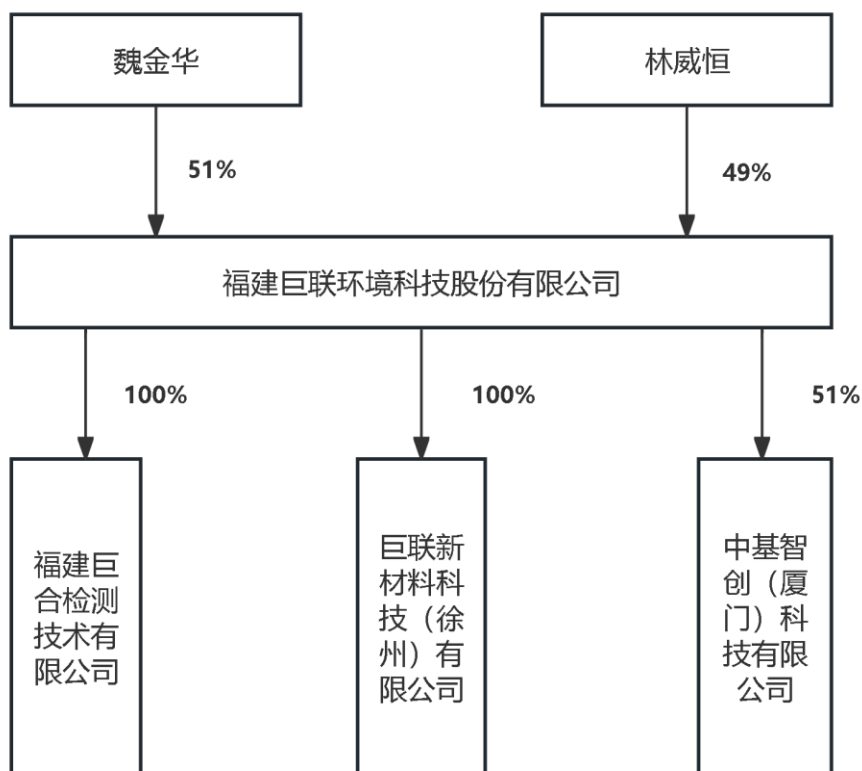 魏金华
林威恒
51%
49%
福建巨联环境科技股份有限公司
100%
100%
51%
福建巨
合检测
技术有
限公司
巨联新
材料科
技（徐
州）有
限公司
中基智
创（厦
门）科
技有限
公司